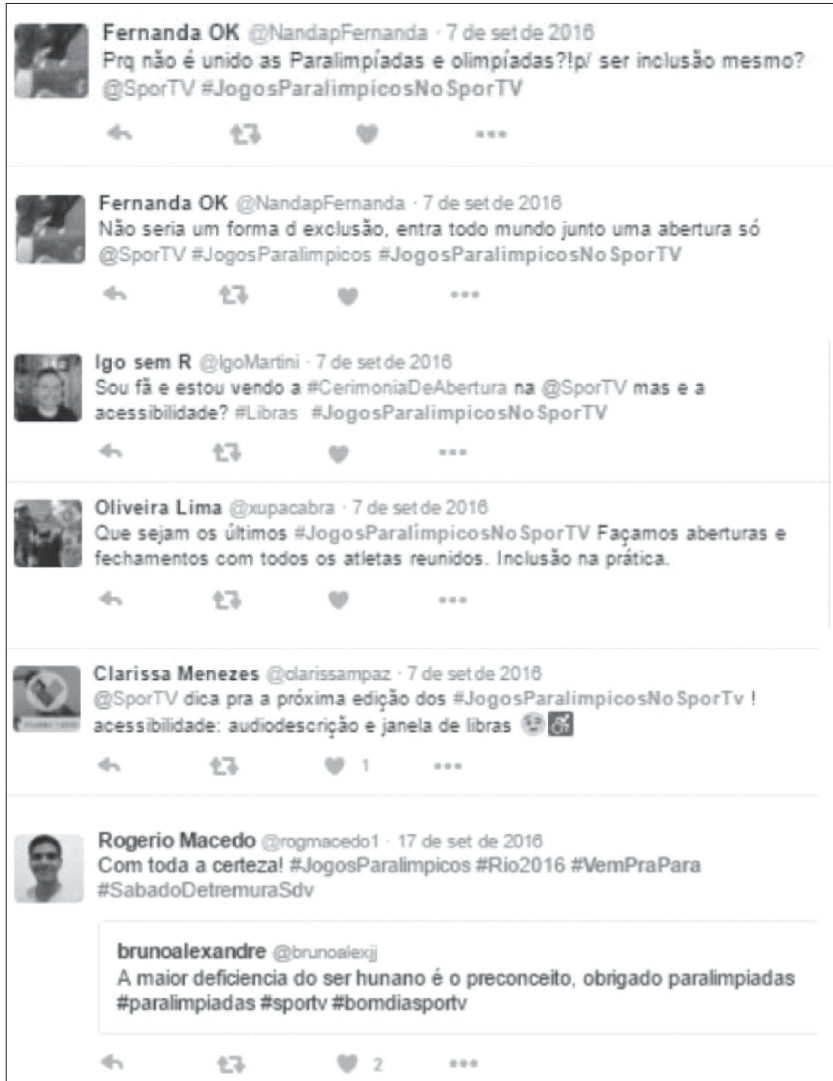 Fernanda OK @NandapFernanda · 7 de set de 2016
Prq não é unido as Paralimpíadas e olimpíadas?!p/ ser inclusão mesmo?
@SporTV #JogosParalimpicosNoSporTV
Fernanda OK @NandapFernanda · 7 de set de 2016
Não seria um forma d exclusão, entra todo mundo junto uma abertura só
@SporTV #JogosParalimpicos #JogosParalimpicosNoSporTV
Igo sem R @IgoMartini · 7 de set de 2016
Sou fã e estou vendo a #CerimoniaDeAbertura na @SporTV mas e a
acessibilidade? #Libras #JogosParalimpicosNoSporTV
Oliveira Lima @xupacabra · 7 de set de 2016
Que sejam os últimos #JogosParalímpicosNoSporTV Façamos aberturas e
fechamentos com todos os atletas reunidos. Inclusão na prática.
Clarissa Menezes @clarissampaz · 7 de set de 2016
@SporTV dica pra a próxima edição dos #JogosParalimpicosNoSporTv !
acessibilidade: audiodescrição e janela de libras
1
Rogerio Macedo @rogmacedo1 · 17 de set de 2016
Com toda a certeza! #JogosParalimpicos #Rio2016 #VemPraPara
#SabadoDetremuraSdv
brunoalexandre @brunoalexjj
A maior deficiencia do ser hunano é o preconceito, obrigado paralimpiadas
#paralimpiadas #sportv #bomdiasportv
2